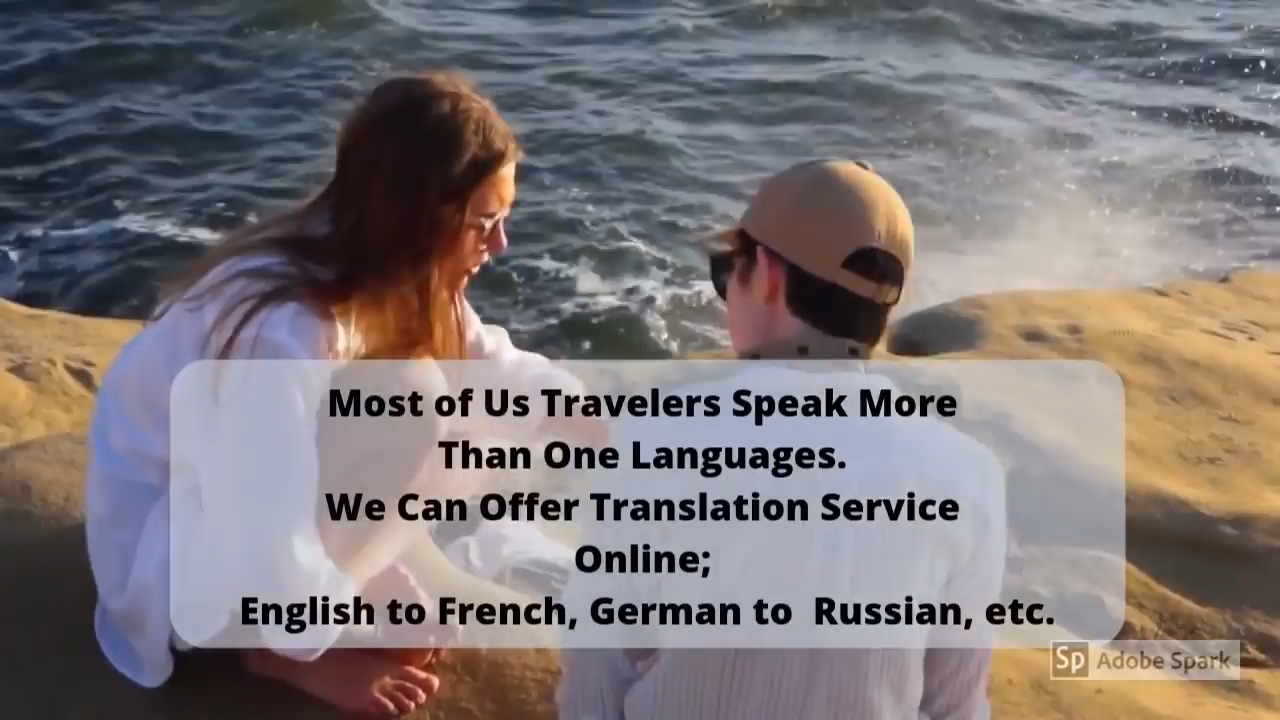 Most of Us Travelers Speak More
Than One Languages.
We Can Offer Translation Service
Online;
English to French, German to  Russian, etc.
Sp Adobe Spark